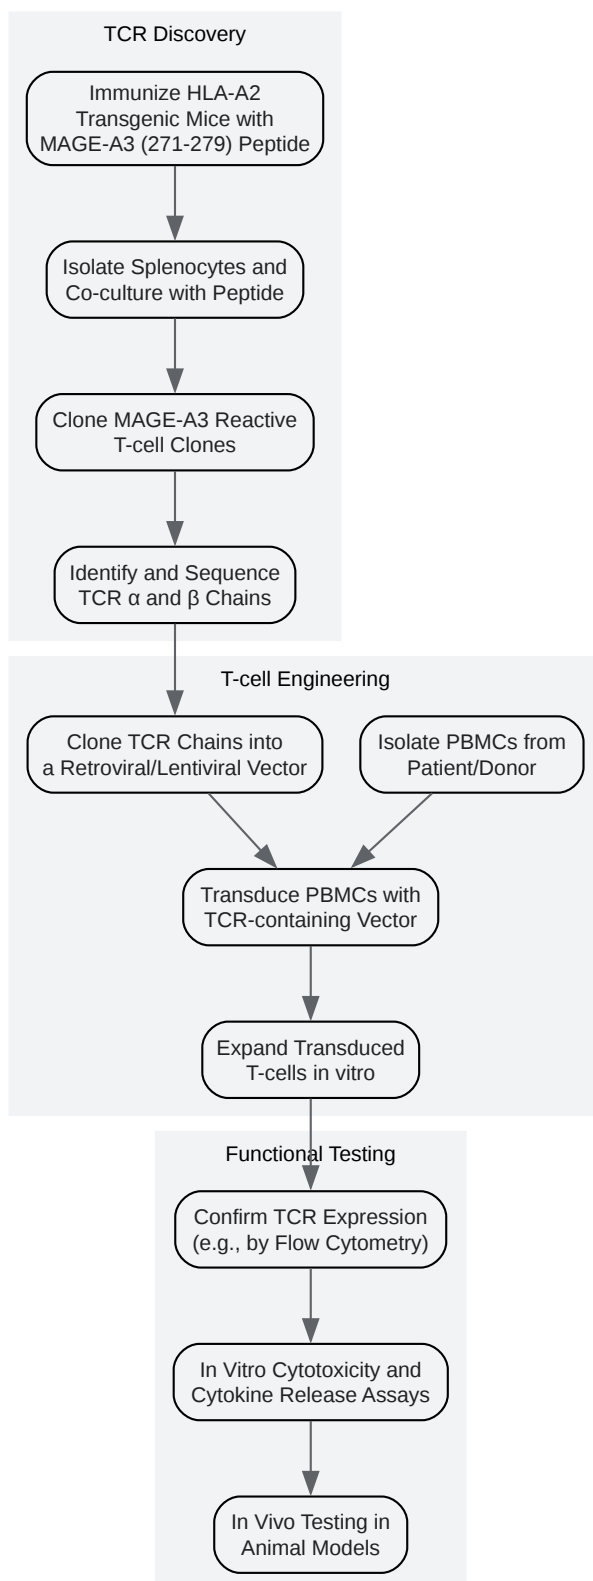 TCR Discovery
Immunize HLA-A2
Transgenic Mice with
MAGE-A3 (271-279) Peptide
Isolate Splenocytes and
Co-culture with Peptide
Clone MAGE-A3 Reactive
T-cell Clones
Identify and Sequence
TCR α and β Chains
T-cell Engineering
Clone TCR Chains into
a Retroviral/Lentiviral Vector
Isolate PBMCs from
Patient/Donor
Transduce PBMCs with
TCR-containing Vector
Expand Transduced
T-cells in vitro
Functional Testing
Confirm TCR Expression
(e.g., by Flow Cytometry)
In Vitro Cytotoxicity and
Cytokine Release Assays
In Vivo Testing in
Animal Models